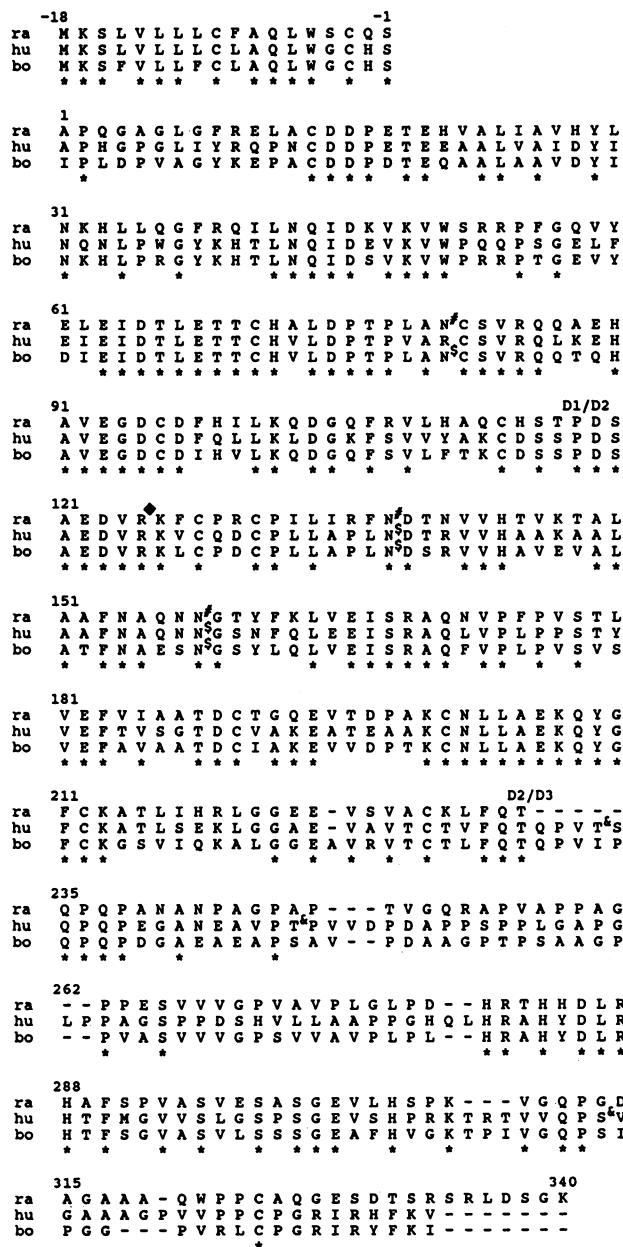 -18 -1
ra M K S L V L L L C F A Q L W S C Q S
hu M K S L V L L L C L A Q L W G C H S
bo M K S F V L L F C L A Q L W G C H S
* * * * * * * * * * * * *
1
ra A P Q G A G L G F R E L A C D D P E T E H V A L I A V H Y L
hu A P H G P G L I Y R Q P N C D D P E T E E A A L V A I D Y I
bo I P L D P V A G Y K E P A C D D P D T E Q A A L A A V D Y I
* * * * * * * * * * *
31
ra N K H L L Q G F R Q I L N Q I D K V K V W S R R P F G Q V Y
hu N Q N L P W G Y K H T L N Q I D E V K V W P Q Q P S G E L F
bo N K H L P R G Y K H T L N Q I D S V K V W P R R P T G E V Y
* * * * * * * * * * * * *
61
ra E L E I D T L E T T C H A L D P T P L A N # C S V R Q Q A E H
hu E I E I D T L E T T C H V L D P T P V A R C S V R Q L K E H
bo D I E I D T L E T T C H V L D P T P L A N $ C S V R Q Q T Q H
* * * * * * * * * * * * * * * * * * * * * *
91 D1/D2
ra A V E G D C D F H I L K Q D G Q F R V L H A Q C H S T P D S
hu A V E G D C D F Q L L K L D G K F S V V Y A K C D S S P D S
bo A V E G D C D I H V L K Q D G Q F S V L F T K C D S S P D S
* * * * * * * * * * * * * * * * * *
121 ◆
ra A E D V R K F C P R C P I L I R F N # D T N V V H T V K T A L
hu A E D V R K V C Q D C P L L A P L N $ D T R V V H A A K A A L
bo A E D V R K L C P D C P L L A P L N $ D S R V V H A V E V A L
* * * * * * * * * * * * * * * * *
151
ra A A F N A Q N N # G T Y F K L V E I S R A Q N V P F P V S T L
hu A A F N A Q N N $ G S N F Q L E E I S R A Q L V P L P P S T Y
bo A T F N A E S N $ G S Y L Q L V E I S R A Q F V P L P V S V S
* * * * * * * * * * * * * * * * *
181
ra V E F V I A A T D C T G Q E V T D P A K C N L L A E K Q Y G
hu V E F T V S G T D C V A K E A T E A A K C N L L A E K Q Y G
bo V E F A V A A T D C I A K E V V D P T K C N L L A E K Q Y G
* * * * * * * * * * * * * * * * * * *
211 D2/D3
ra F C K A T L I H R L G G E E - V S V A C K L F Q T - - - - -
hu F C K A T L S E K L G G A E - V A V T C T V F Q T Q P V T & S
bo F C K G S V I Q K A L G G E A V R V T C T L F Q T Q P V I P
* * * * * * * * * * *
235
ra Q P Q P A N A N P A G P A P - - - T V G Q R A P V A P P A G
hu Q P Q P E G A N E A V P T & P V V D P D A P P S P P L G A P G
bo Q P Q P D G A E A E A P S A V - - P D A A G P T P S A A G P
* * * * * *
262
ra - - P P E S V V V G P V A V P L G L P D - - H R T H H D L R
hu L P P A G S P P D S H V L L A A P P G H Q L H R A H Y D L R
bo - - P V A S V V V G P S V V A V P L P L - - H R A H Y D L R
* * * * * * * *
288
ra H A F S P V A S V E S A S G E V L H S P K - - - V G Q P G D
hu H T F M G V V S L G S P S G E V S H P R K T R T V V Q P S & V
bo H T F S G V A S V L S S S G E A F H V G K T P I V G Q P S I
* * * * * * * * * * * * *
315 340
ra A G A A A - Q W P P C A Q G E S D T S R S R L D S G K
hu G A A A G P V V P P C P G R I R H F K V - - - - - - -
bo P G G - - - P V R L C P G R I R Y F K I - - - - - - -
*